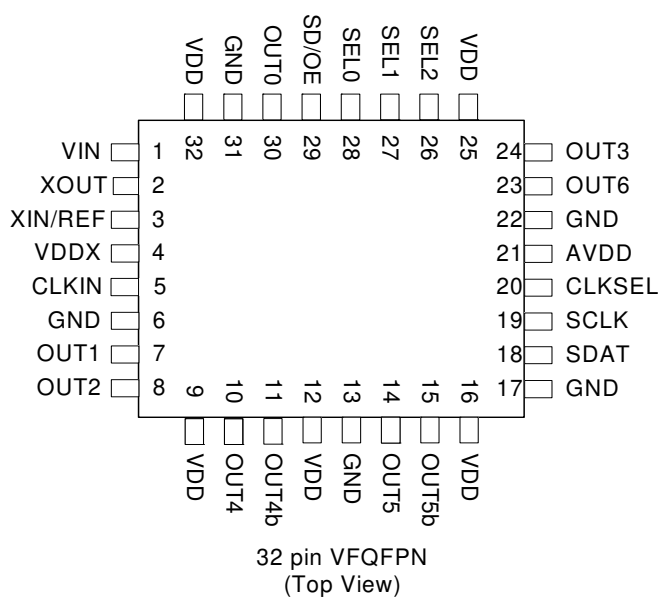 VDD
GND
OUT0
SD/OE
SEL0
SEL1
SEL2
VDD
32
31
30
29
28
27
26
25
VIN 1
XOUT 2
XIN/REF 3
VDDX 4
CLKIN 5
GND 6
OUT1 7
OUT2 8
24 OUT3
23 OUT6
22 GND
21 AVDD
20 CLKSEL
19 SCLK
18 SDAT
17 GND
9
10
11
12
13
14
15
16
VDD
OUT4
OUT4b
VDD
GND
OUT5
OUT5b
VDD
32 pin VFQFPN
(Top View)